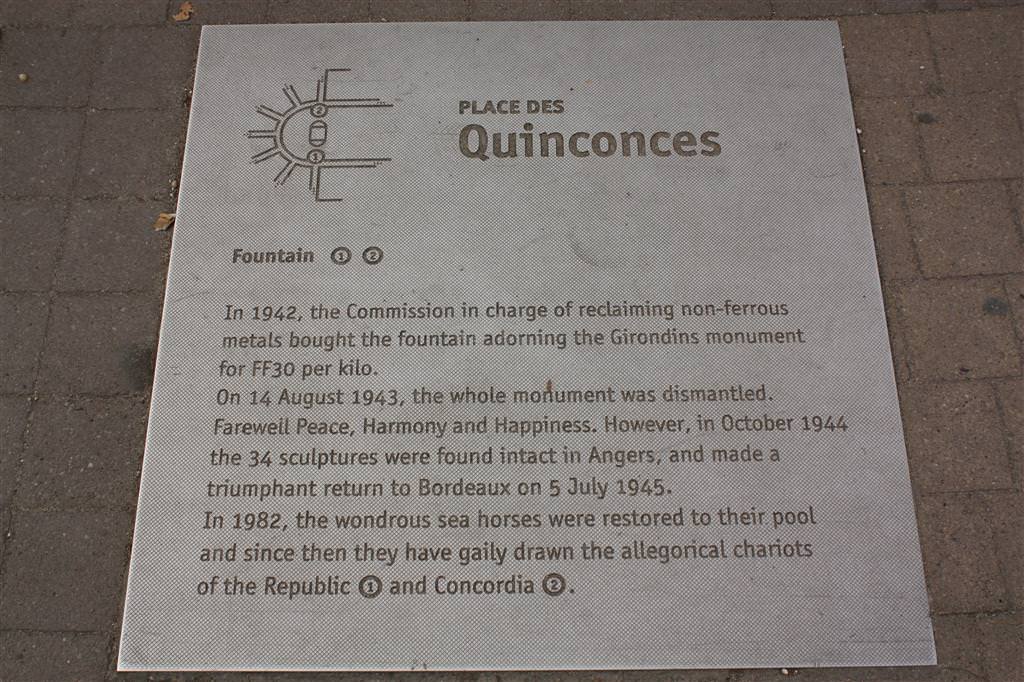 ②
①
PLACE DES
Quinconces
Fountain ① ②
In 1942, the Commission in charge of reclaiming non-ferrous
metals bought the fountain adorning the Girondins monument
for FF30 per kilo.
On 14 August 1943, the whole monument was dismantled.
Farewell Peace, Harmony and Happiness. However, in October 1944
the 34 sculptures were found intact in Angers, and made a
triumphant return to Bordeaux on 5 July 1945.
In 1982, the wondrous sea horses were restored to their pool
and since then they have gaily drawn the allegorical chariots
of the Republic ① and Concordia ②.